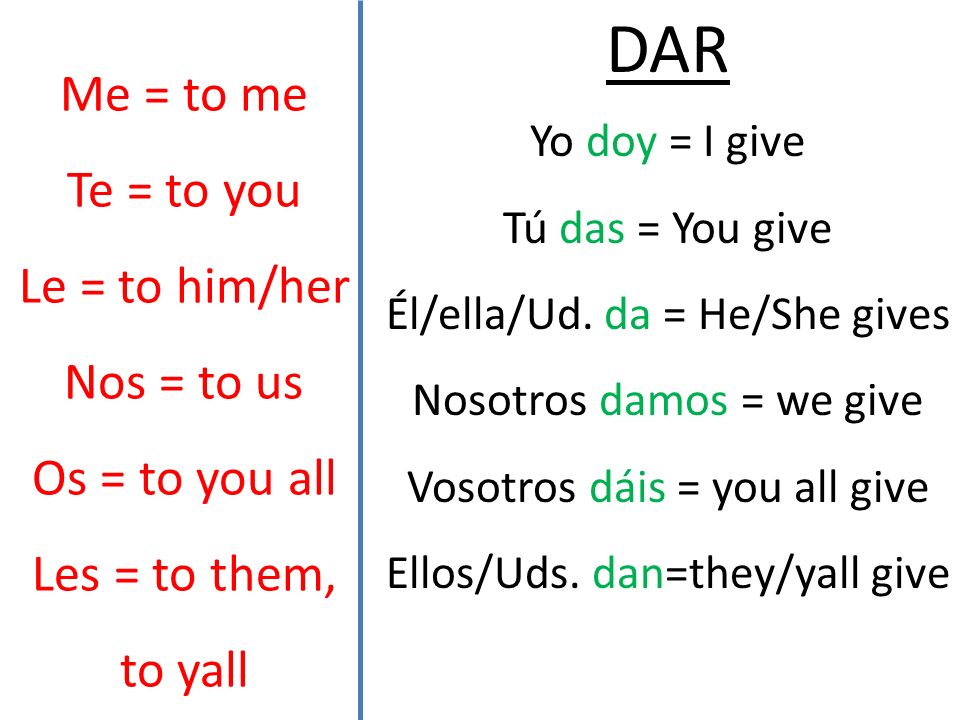 Me = to me
Te = to you
Le = to him/her
Nos = to us
Os = to you all
Les = to them,
to yall
DAR
Yo doy = I give
Tú das = You give
Él/ella/Ud. da = He/She gives
Nosotros damos = we give
Vosotros dáis = you all give
Ellos/Uds. dan=they/yall give